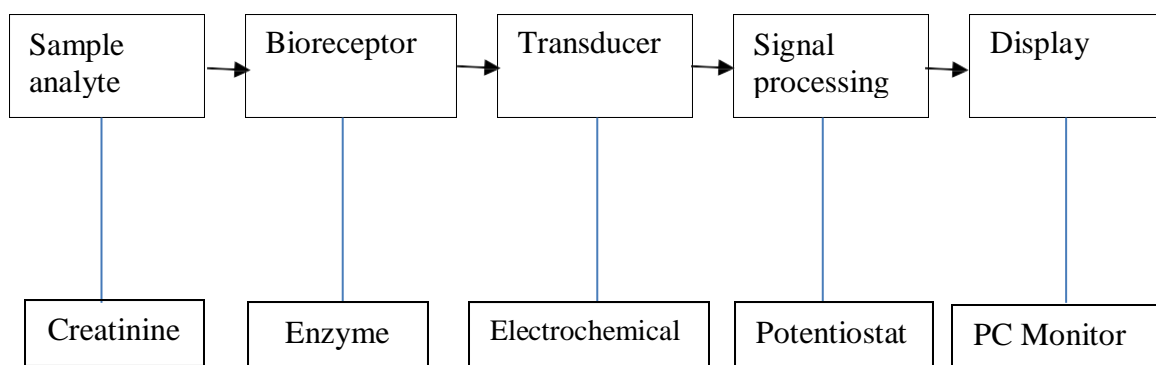 Sample
analyte
Bioreceptor
Transducer
Signal
processing
Display
Creatinine
Enzyme
Electrochemical
Potentiostat
PC Monitor